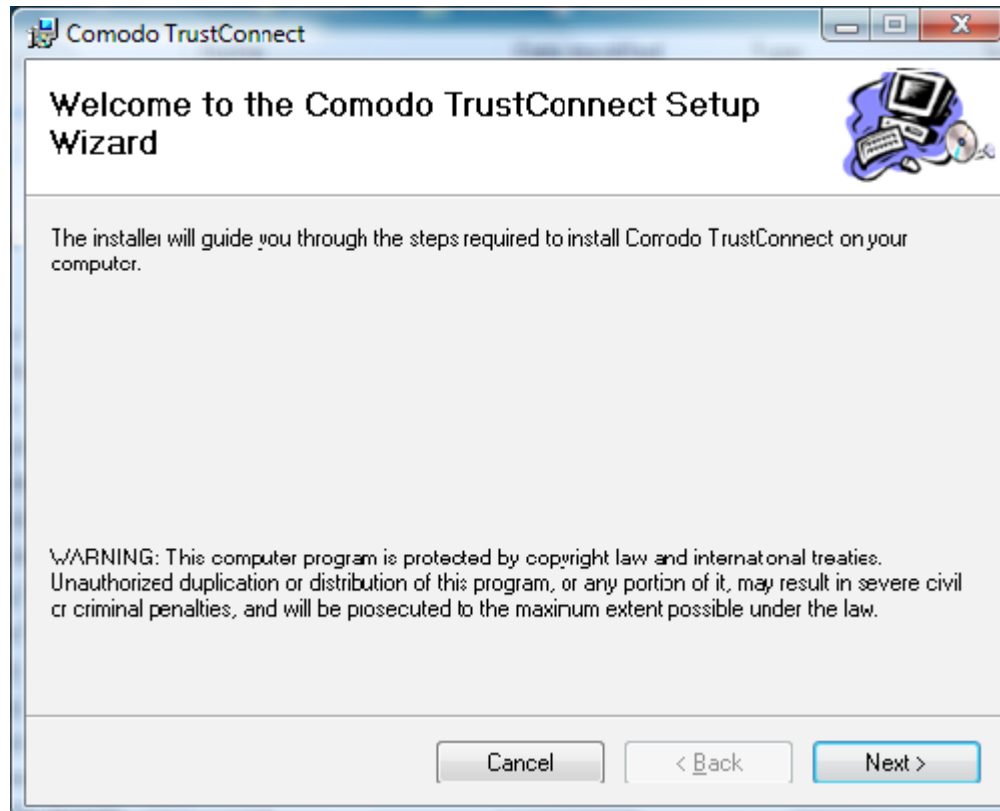 Comodo TrustConnect
Welcome to the Comodo TrustConnect Setup
Wizard
The installer will guide you through the steps required to install Comodo TrustConnect on your
computer.
WARNING: This computer program is protected by copyright law and international treaties.
Unauthorized duplication or distribution of this program, or any portion of it, may result in severe civil
or criminal penalties, and will be prosecuted to the maximum extent possible under the law.
Cancel
< Back
Next >